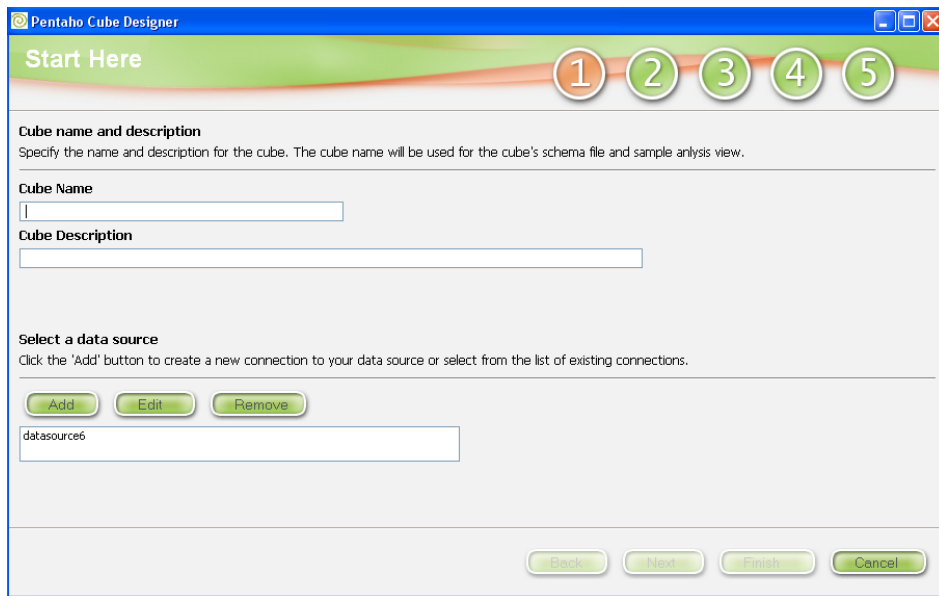 Pentaho Cube Designer
Start Here
1 2 3 4 5
Cube name and description
Specify the name and description for the cube. The cube name will be used for the cube's schema file and sample anlysis view.
Cube Name
Cube Description
Select a data source
Click the 'Add' button to create a new connection to your data source or select from the list of existing connections.
Add Edit Remove
datasource6
Back Next Finish Cancel